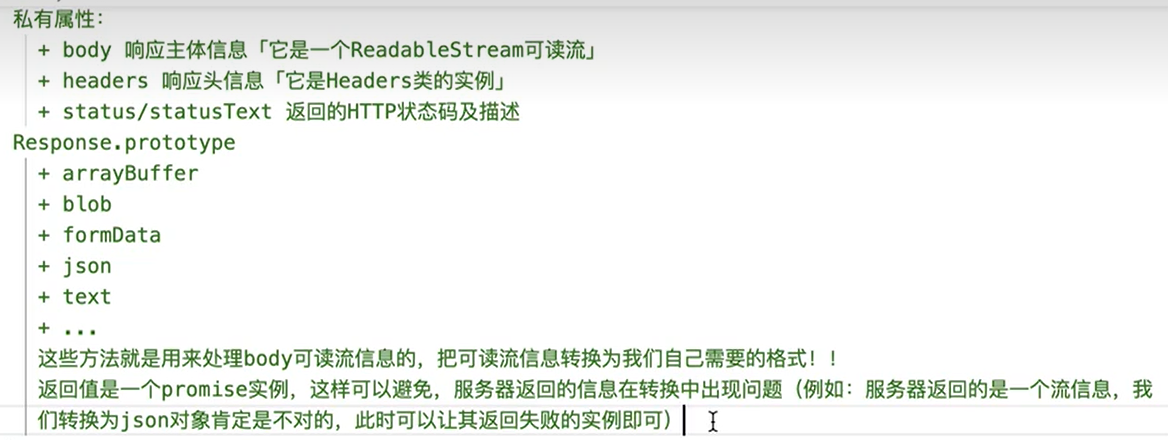 私有属性：
+ body 响应主体信息「它是一个ReadableStream可读流」
+ headers 响应头信息「它是Headers类的实例」
+ status/statusText 返回的HTTP状态码及描述
Response.prototype
+ arrayBuffer
+ blob
+ formData
+ json
+ text
+ ...
这些方法就是用来处理body可读流信息的，把可读流信息转换为我们自己需要的格式！！
返回值是一个promise实例，这样可以避免，服务器返回的信息在转换中出现问题（例如：服务器返回的是一个流信息，我
们转换为json对象肯定是不对的，此时可以让其返回失败的实例即可）